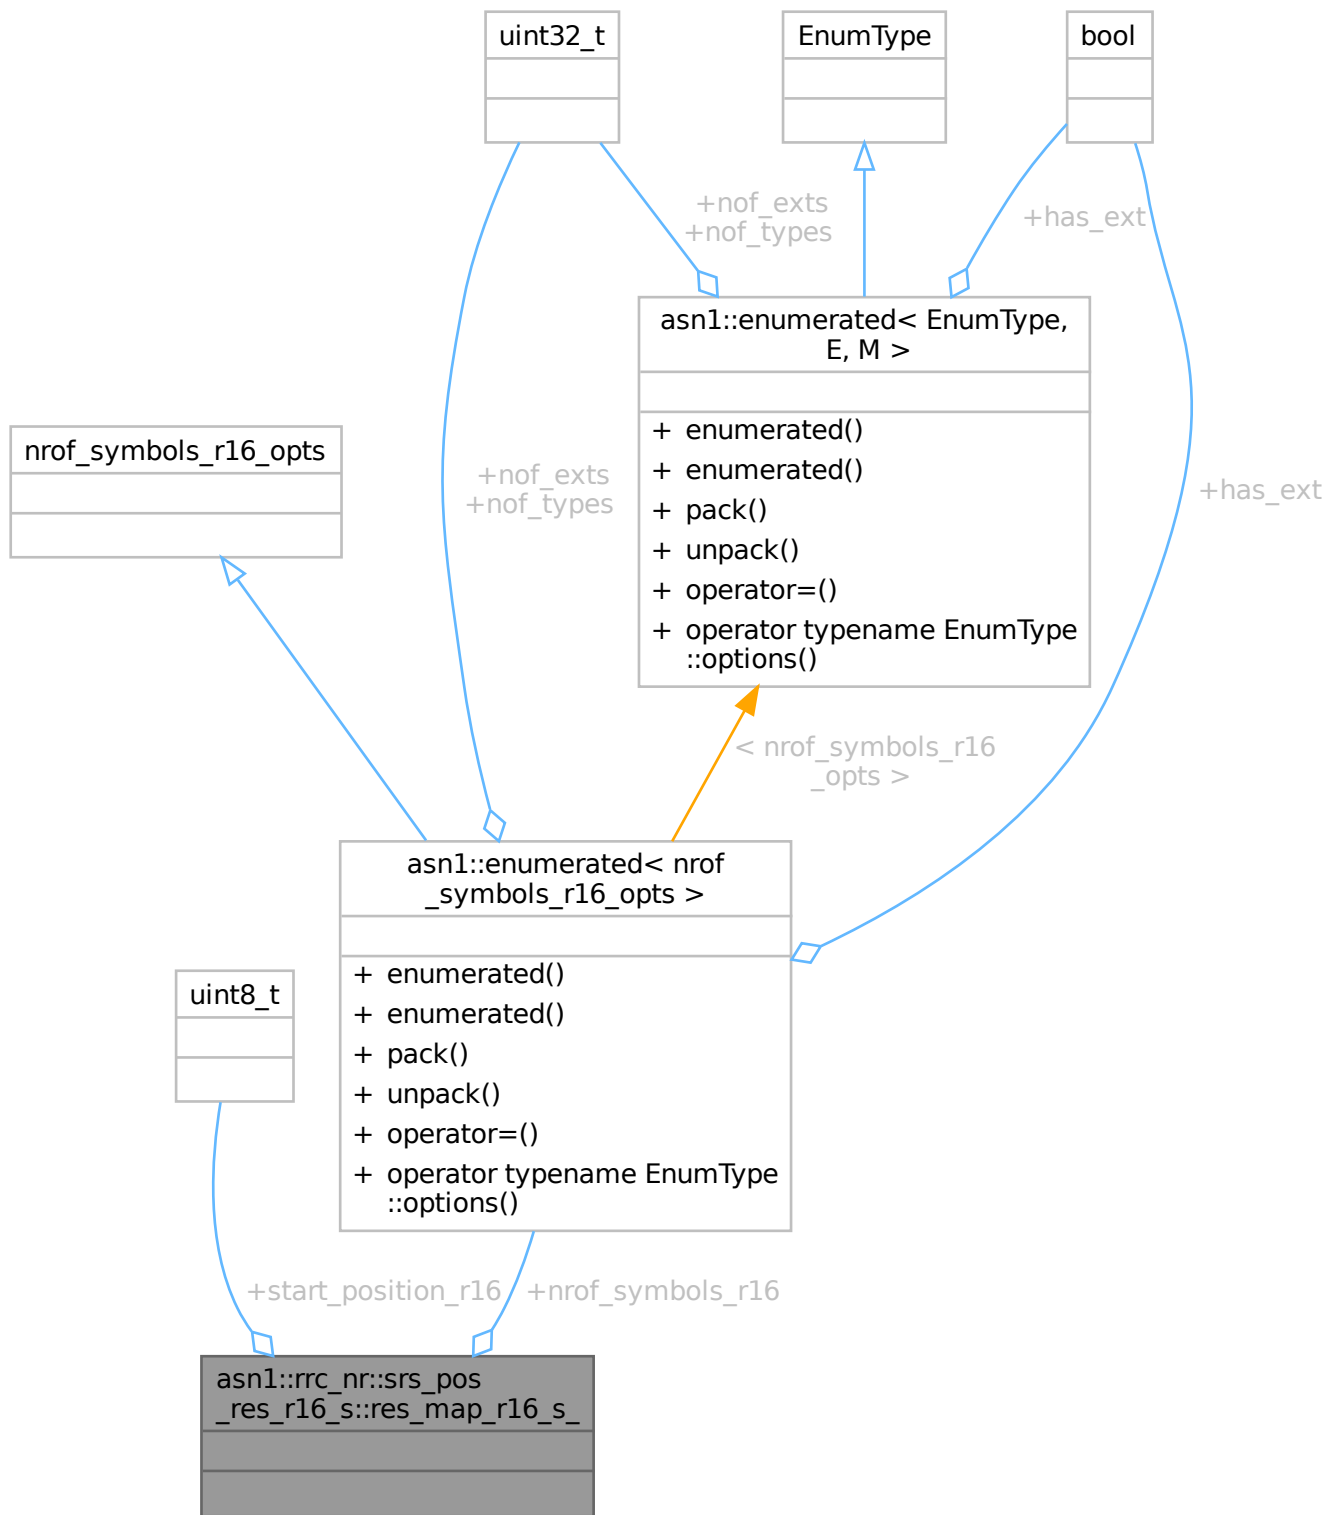 uint32_t
EnumType
bool
+nof_exts
+nof_types
+has_ext
asn1::enumerated< EnumType,
E, M >
+ enumerated()
+ enumerated()
+ pack()
+ unpack()
+ operator=()
+ operator typename EnumType
::options()
nrof_symbols_r16_opts
+nof_exts
+nof_types
+has_ext
< nrof_symbols_r16
_opts >
asn1::enumerated< nrof
_symbols_r16_opts >
+ enumerated()
+ enumerated()
+ pack()
+ unpack()
+ operator=()
+ operator typename EnumType
::options()
uint8_t
+start_position_r16
+nrof_symbols_r16
asn1::rrc_nr::srs_pos
_res_r16_s::res_map_r16_s_